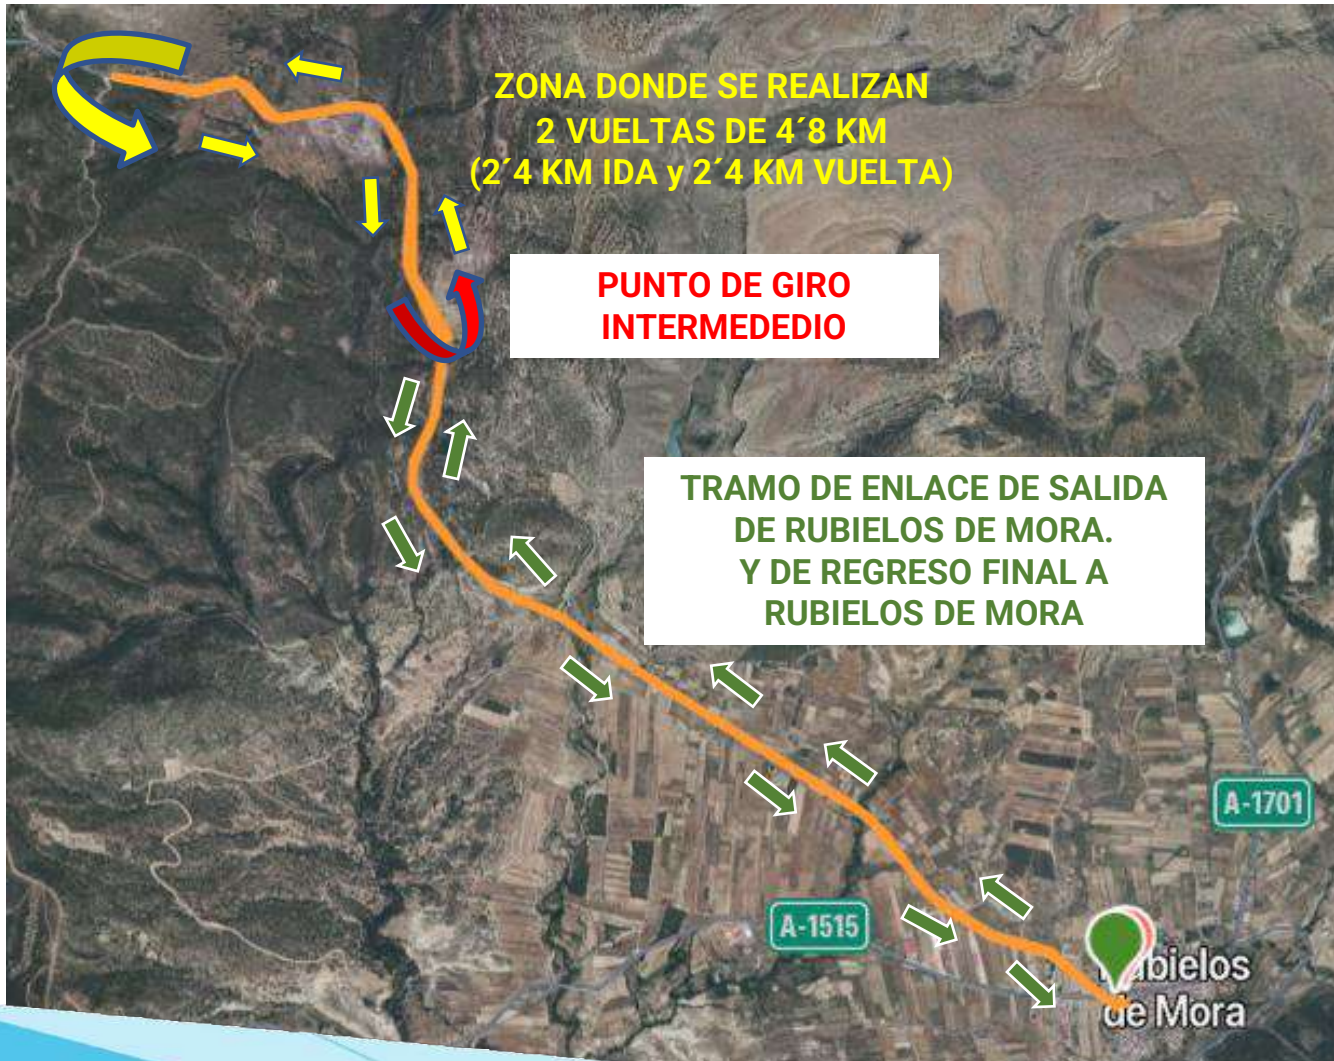 ZONA DONDE SE REALIZAN
2 VUELTAS DE 4´8 KM
(2´4 KM IDA y 2´4 KM VUELTA)
PUNTO DE GIRO
INTERMEDEDIO
TRAMO DE ENLACE DE SALIDA
DE RUBIELOS DE MORA.
Y DE REGRESO FINAL A
RUBIELOS DE MORA
A-1701
A-1515
Rubielos
de Mora